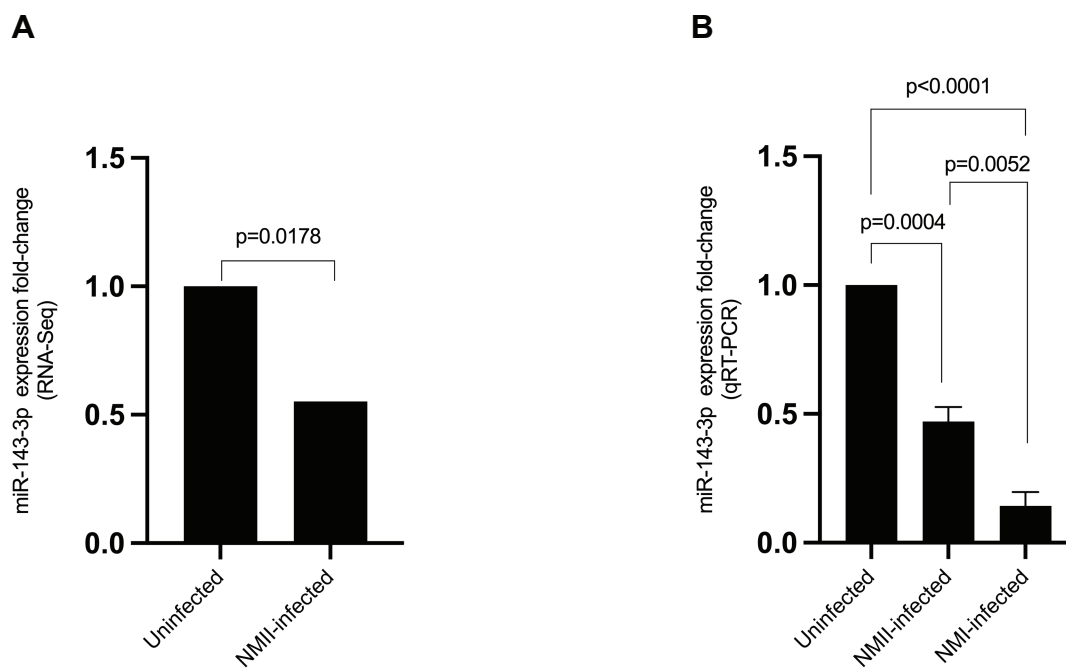 A
miR-143-3p expression fold-change
(RNA-Seq)
1.5
1.0
0.5
0.0
p=0.0178
Uninfected
NMII-infected
B
miR-143-3p expression fold-change
(qRT-PCR)
1.5
1.0
0.5
0.0
p<0.0001
p=0.0052
p=0.0004
Uninfected
NMII-infected
NMI-infected